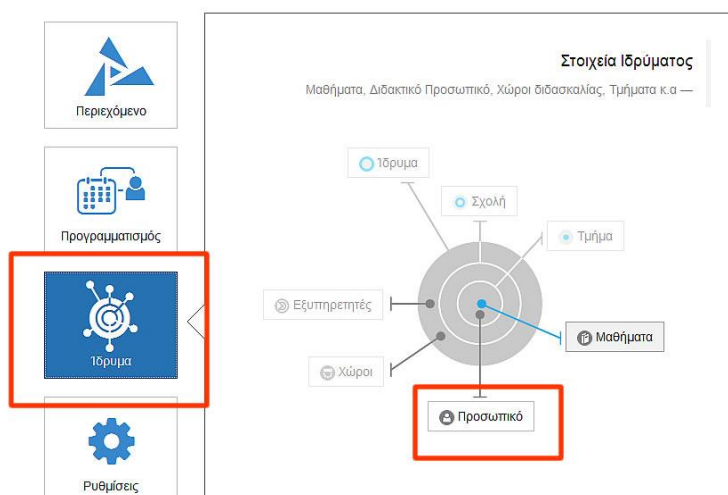 Περιεχόμενο
Προγραμματισμός
Ίδρυμα
Ρυθμίσεις
Στοιχεία Ιδρύματος
Μαθήματα, Διδακτικό Προσωπικό, Χώροι διδασκαλίας, Τμήματα κ.α —
Ίδρυμα
Σχολή
Τμήμα
Εξυπηρετητές
Μαθήματα
Χώροι
Προσωπικό